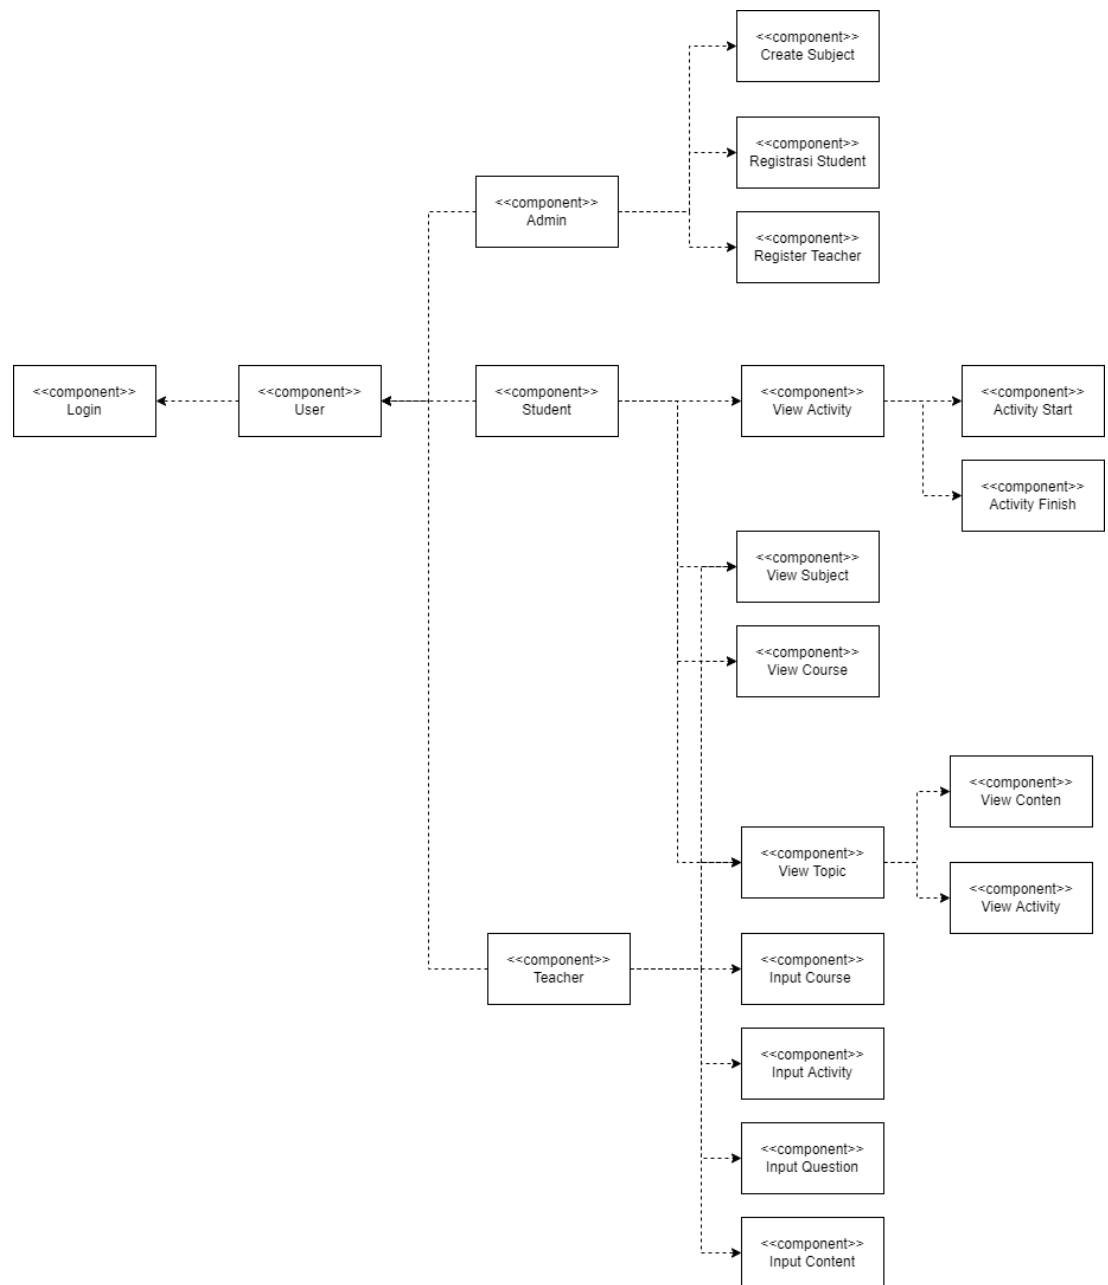 <<component>>
Create Subject
<<component>>
Registrasi Student
<<component>>
Admin
<<component>>
Register Teacher
<<component>>
Login
<<component>>
User
<<component>>
Student
<<component>>
View Activity
<<component>>
Activity Start
<<component>>
Activity Finish
<<component>>
View Subject
<<component>>
View Course
<<component>>
View Conten
<<component>>
View Topic
<<component>>
View Activity
<<component>>
Teacher
<<component>>
Input Course
<<component>>
Input Activity
<<component>>
Input Question
<<component>>
Input Content